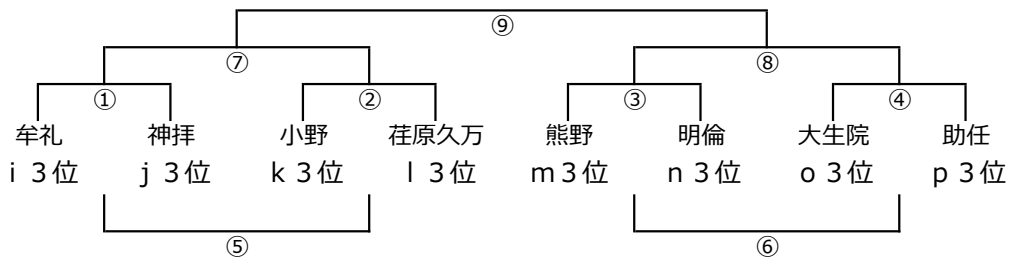 ⑨
⑦ ⑧
① ② ③ ④
牟礼 神拝 小野 荏原久万 熊野 明倫 大生院 助任
i 3位 j 3位 k 3位 l 3位 m 3位 n 3位 o 3位 p 3位
⑤ ⑥